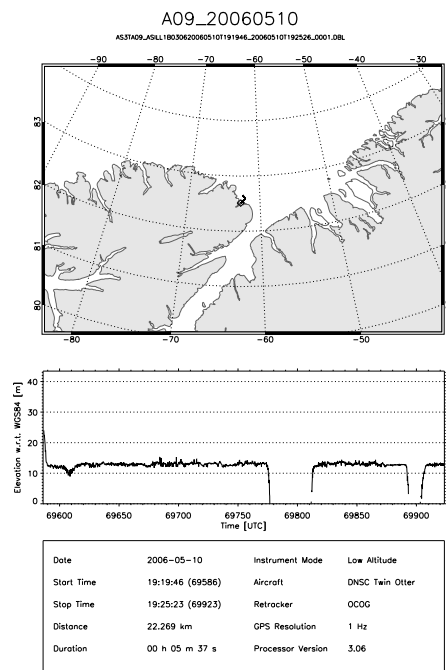 A09_20060510
AS3TA09_ASILL1B030620060510T191946_20060510T192526_0001.DBL
-90 -80 -70 -60 -50 -40 -30
83
82
81
80
-80 -70 -60 -50
Elevation w.r.t. WGS84 [m]
40
30
20
10
0
69600 69650 69700 69750 69800 69850 69900
Time [UTC]
Date 2006-05-10 Instrument Mode Low Altitude
Start Time 19:19:46 (69586) Aircraft DNSC Twin Otter
Stop Time 19:25:23 (69923) Retracker OCOG
Distance 22.269 km GPS Resolution 1 Hz
Duration 00 h 05 m 37 s Processor Version 3.06